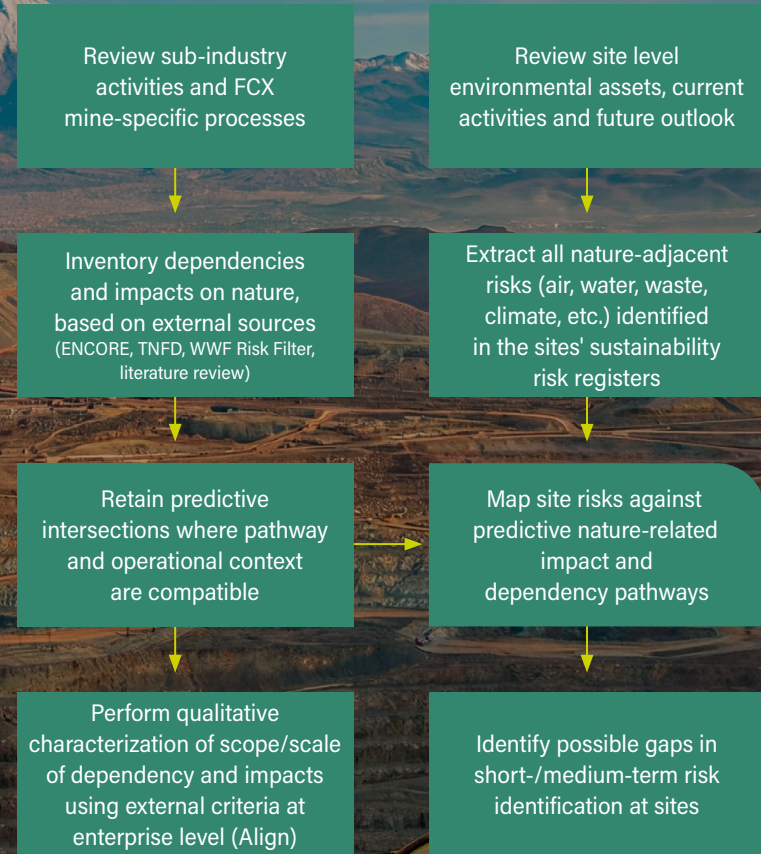 Review sub-industry
activities and FCX
mine-specific processes
Review site level
environmental assets, current
activities and future outlook
Inventory dependencies
and impacts on nature,
based on external sources
(ENCORE, TNFD, WWF Risk Filter,
literature review)
Extract all nature-adjacent
risks (air, water, waste,
climate, etc.) identified
in the sites' sustainability
risk registers
Retain predictive
intersections where pathway
and operational context
are compatible
Map site risks against
predictive nature-related
impact and
dependency pathways
Perform qualitative
characterization of scope/scale
of dependency and impacts
using external criteria at
enterprise level (Align)
Identify possible gaps in
short-/medium-term risk
identification at sites